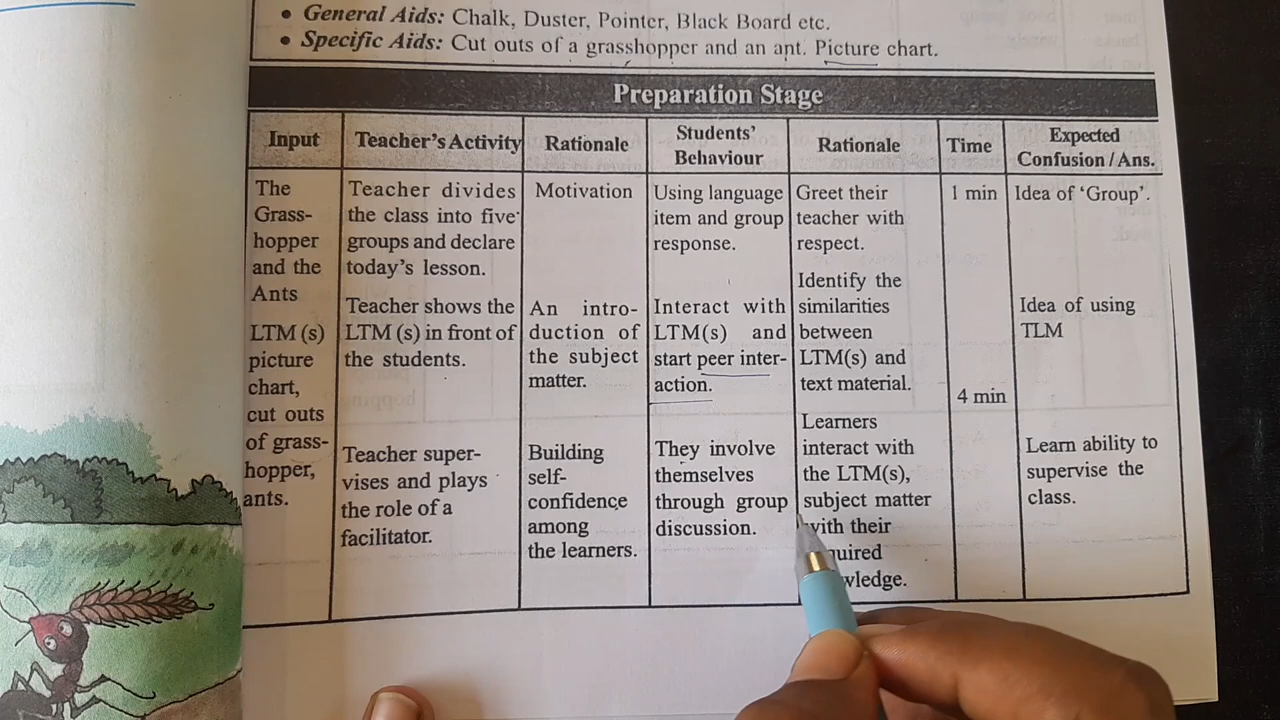 • General Aids: Chalk, Duster, Pointer, Black Board etc.
• Specific Aids: Cut outs of a grasshopper and an ant. Picture chart.
Preparation Stage
Input
Teacher's Activity
Rationale
Students'
Behaviour
Rationale
Time
Expected
Confusion / Ans.
The
Grass-
hopper
and the
Ants
LTM (s)
picture
chart,
cut outs
of grass-
hopper,
ants.
Teacher divides
the class into five
groups and declare
today's lesson.
Teacher shows the
LTM (s) in front of
the students.
Teacher super-
vises and plays
the role of a
facilitator.
Motivation
An intro-
duction of
the subject
matter.
Building
self-
confidence
among
the learners.
Using language
item and group
response.
Interact with
LTM(s) and
start peer inter-
action.
They involve
themselves
through group
discussion.
Greet their
teacher with
respect.
Identify the
similarities
between
LTM(s) and
text material.
Learners
interact with
the LTM(s),
subject matter
with their
1 min
4 min
Idea of 'Group'.
Idea of using
TLM
Learn ability to
supervise the
class.